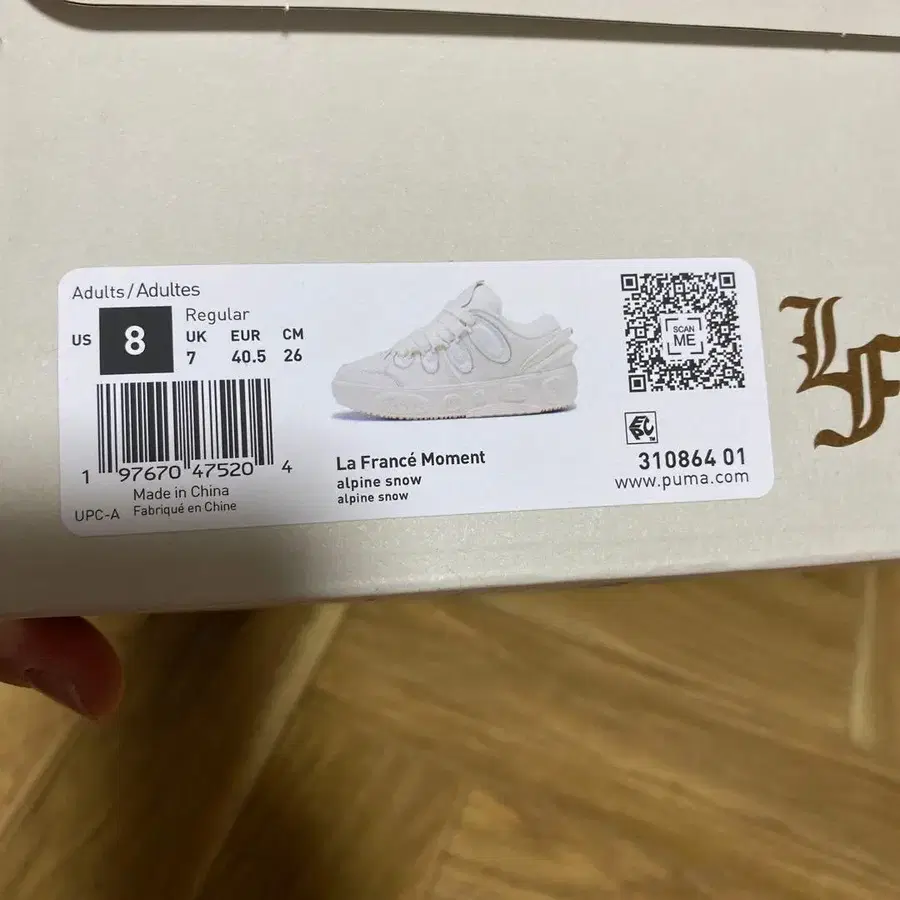 Adults/Adultes
US 8
Regular
UK EUR CM
7 40.5 26
1 97670 47520 4
Made in China
UPC-A Fabriqué en Chine
La Francé Moment
alpine snow
alpine snow
SCAN
ME
310864 01
www.puma.com
LF